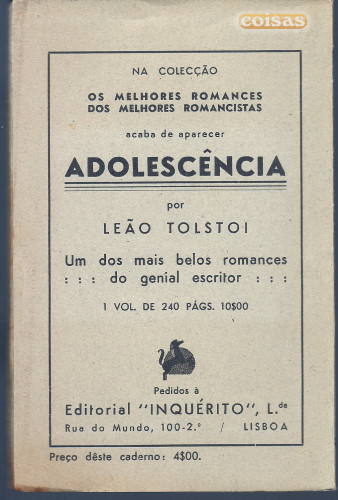 coisas
NA COLECÇÃO
OS MELHORES ROMANCES
DOS MELHORES ROMANCISTAS
acaba de aparecer
ADOLESCÊNCIA
por
LEÃO TOLSTOI
Um dos mais belos romances
: : : do genial escritor : : :
1 VOL. DE 240 PÁGS. 10$00
Pedidos à
Editorial "INQUÉRITO", L.da
Rua do Mundo, 100-2.º / LISBOA
Preço dêste caderno: 4$00.